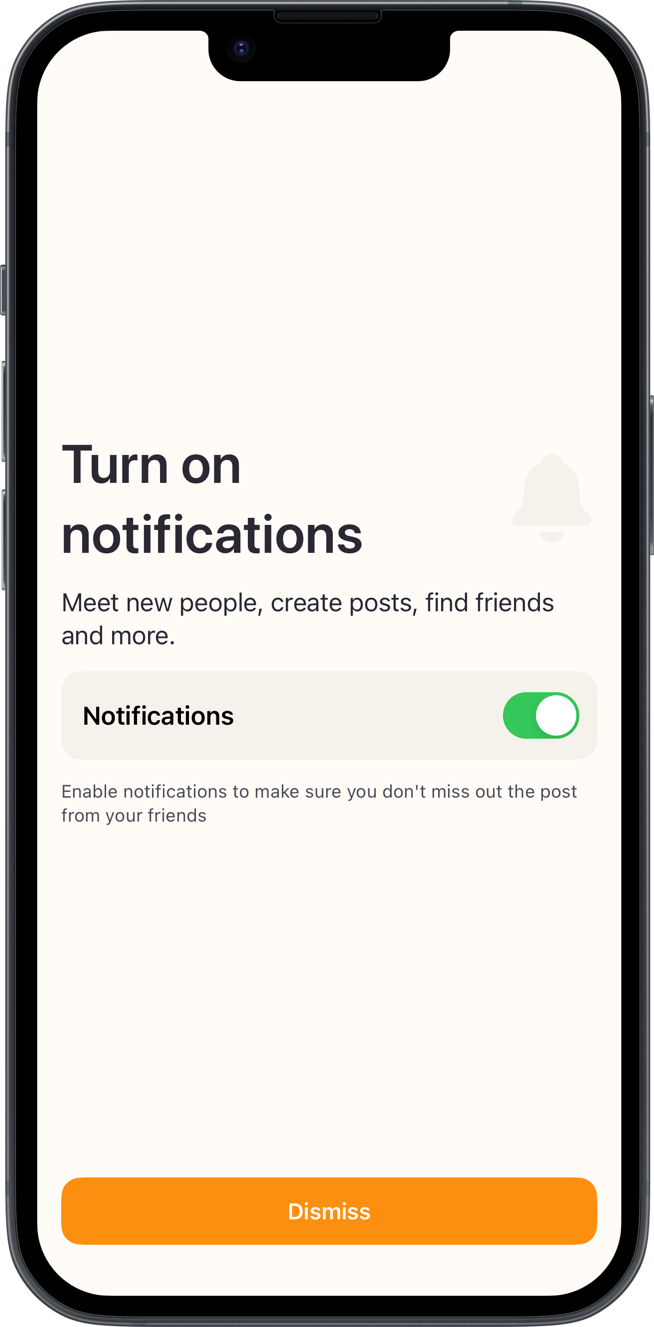 Turn on
notifications
Meet new people, create posts, find friends
and more.
Notifications
Enable notifications to make sure you don't miss out the post
from your friends
Dismiss